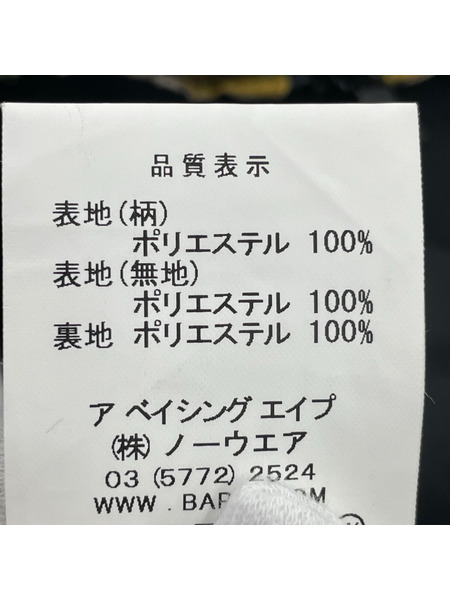 品質表示
表地(柄)
ポリエステル 100%
表地(無地)
ポリエステル 100%
裏地 ポリエステル 100%
ア ベイシング エイプ
(株) ノーウエア
03 (5772) 2524
WWW .